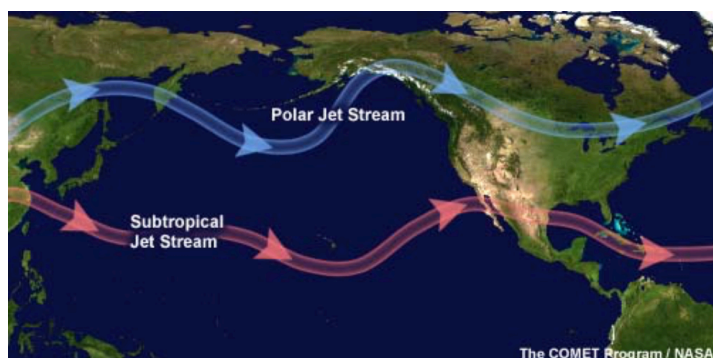 Polar Jet Stream
Subtropical
Jet Stream
The COMET Program / NASA